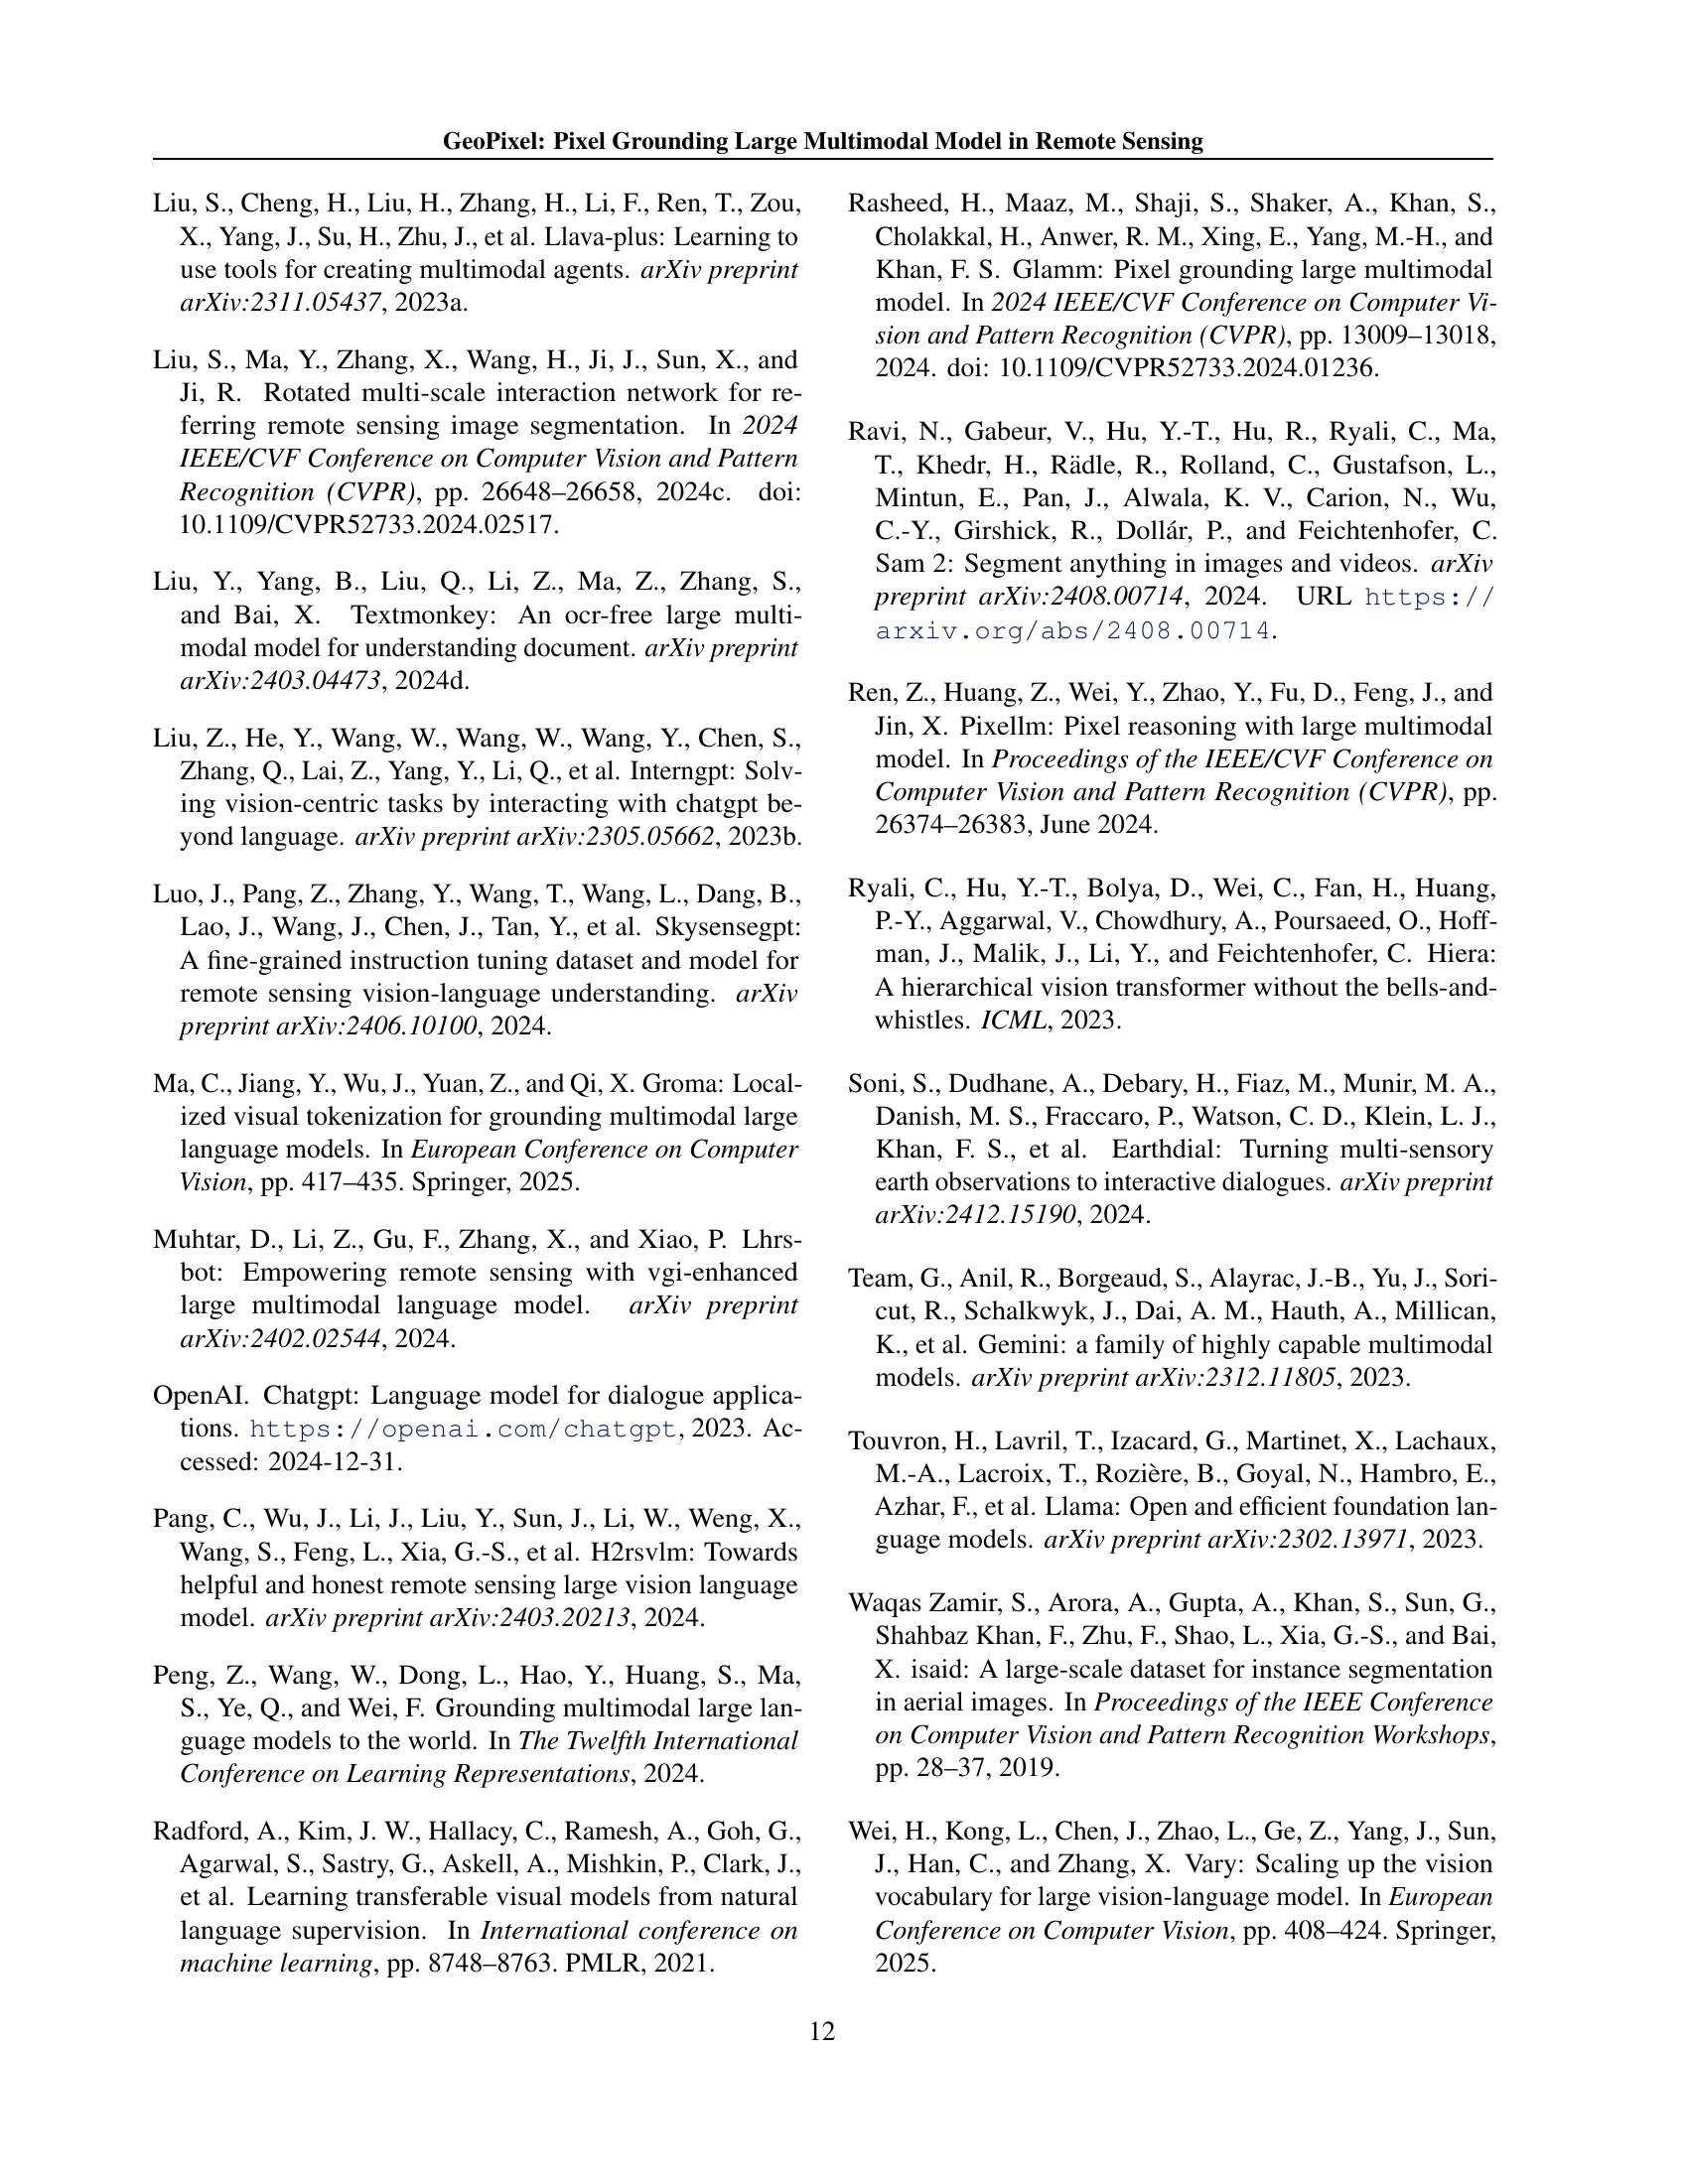 GeoPixel: Pixel Grounding Large Multimodal Model in Remote Sensing
Liu, S., Cheng, H., Liu, H., Zhang, H., Li, F., Ren, T., Zou,
X., Yang, J., Su, H., Zhu, J., et al. Llava-plus: Learning to
use tools for creating multimodal agents. arXiv preprint
arXiv:2311.05437, 2023a.
Liu, S., Ma, Y., Zhang, X., Wang, H., Ji, J., Sun, X., and
Ji, R. Rotated multi-scale interaction network for re-
ferring remote sensing image segmentation. In 2024
IEEE/CVF Conference on Computer Vision and Pattern
Recognition (CVPR), pp. 26648–26658, 2024c. doi:
10.1109/CVPR52733.2024.02517.
Liu, Y., Yang, B., Liu, Q., Li, Z., Ma, Z., Zhang, S.,
and Bai, X. Textmonkey: An ocr-free large multi-
modal model for understanding document. arXiv preprint
arXiv:2403.04473, 2024d.
Liu, Z., He, Y., Wang, W., Wang, W., Wang, Y., Chen, S.,
Zhang, Q., Lai, Z., Yang, Y., Li, Q., et al. Interngpt: Solv-
ing vision-centric tasks by interacting with chatgpt be-
yond language. arXiv preprint arXiv:2305.05662, 2023b.
Luo, J., Pang, Z., Zhang, Y., Wang, T., Wang, L., Dang, B.,
Lao, J., Wang, J., Chen, J., Tan, Y., et al. Skysensegpt:
A fine-grained instruction tuning dataset and model for
remote sensing vision-language understanding. arXiv
preprint arXiv:2406.10100, 2024.
Ma, C., Jiang, Y., Wu, J., Yuan, Z., and Qi, X. Groma: Local-
ized visual tokenization for grounding multimodal large
language models. In European Conference on Computer
Vision, pp. 417–435. Springer, 2025.
Muhtar, D., Li, Z., Gu, F., Zhang, X., and Xiao, P. Lhrs-
bot: Empowering remote sensing with vgi-enhanced
large multimodal language model. arXiv preprint
arXiv:2402.02544, 2024.
OpenAI. Chatgpt: Language model for dialogue applica-
tions. https://openai.com/chatgpt, 2023. Ac-
cessed: 2024-12-31.
Pang, C., Wu, J., Li, J., Liu, Y., Sun, J., Li, W., Weng, X.,
Wang, S., Feng, L., Xia, G.-S., et al. H2rsvlm: Towards
helpful and honest remote sensing large vision language
model. arXiv preprint arXiv:2403.20213, 2024.
Peng, Z., Wang, W., Dong, L., Hao, Y., Huang, S., Ma,
S., Ye, Q., and Wei, F. Grounding multimodal large lan-
guage models to the world. In The Twelfth International
Conference on Learning Representations, 2024.
Radford, A., Kim, J. W., Hallacy, C., Ramesh, A., Goh, G.,
Agarwal, S., Sastry, G., Askell, A., Mishkin, P., Clark, J.,
et al. Learning transferable visual models from natural
language supervision. In International conference on
machine learning, pp. 8748–8763. PMLR, 2021.
Rasheed, H., Maaz, M., Shaji, S., Shaker, A., Khan, S.,
Cholakkal, H., Anwer, R. M., Xing, E., Yang, M.-H., and
Khan, F. S. Glamm: Pixel grounding large multimodal
model. In 2024 IEEE/CVF Conference on Computer Vi-
sion and Pattern Recognition (CVPR), pp. 13009–13018,
2024. doi: 10.1109/CVPR52733.2024.01236.
Ravi, N., Gabeur, V., Hu, Y.-T., Hu, R., Ryali, C., Ma,
T., Khedr, H., Rädle, R., Rolland, C., Gustafson, L.,
Mintun, E., Pan, J., Alwala, K. V., Carion, N., Wu,
C.-Y., Girshick, R., Dollár, P., and Feichtenhofer, C.
Sam 2: Segment anything in images and videos. arXiv
preprint arXiv:2408.00714, 2024. URL https://
arxiv.org/abs/2408.00714.
Ren, Z., Huang, Z., Wei, Y., Zhao, Y., Fu, D., Feng, J., and
Jin, X. Pixellm: Pixel reasoning with large multimodal
model. In Proceedings of the IEEE/CVF Conference on
Computer Vision and Pattern Recognition (CVPR), pp.
26374–26383, June 2024.
Ryali, C., Hu, Y.-T., Bolya, D., Wei, C., Fan, H., Huang,
P.-Y., Aggarwal, V., Chowdhury, A., Poursaeed, O., Hoff-
man, J., Malik, J., Li, Y., and Feichtenhofer, C. Hiera:
A hierarchical vision transformer without the bells-and-
whistles. ICML, 2023.
Soni, S., Dudhane, A., Debary, H., Fiaz, M., Munir, M. A.,
Danish, M. S., Fraccaro, P., Watson, C. D., Klein, L. J.,
Khan, F. S., et al. Earthdial: Turning multi-sensory
earth observations to interactive dialogues. arXiv preprint
arXiv:2412.15190, 2024.
Team, G., Anil, R., Borgeaud, S., Alayrac, J.-B., Yu, J., Sori-
cut, R., Schalkwyk, J., Dai, A. M., Hauth, A., Millican,
K., et al. Gemini: a family of highly capable multimodal
models. arXiv preprint arXiv:2312.11805, 2023.
Touvron, H., Lavril, T., Izacard, G., Martinet, X., Lachaux,
M.-A., Lacroix, T., Rozière, B., Goyal, N., Hambro, E.,
Azhar, F., et al. Llama: Open and efficient foundation lan-
guage models. arXiv preprint arXiv:2302.13971, 2023.
Waqas Zamir, S., Arora, A., Gupta, A., Khan, S., Sun, G.,
Shahbaz Khan, F., Zhu, F., Shao, L., Xia, G.-S., and Bai,
X. isaid: A large-scale dataset for instance segmentation
in aerial images. In Proceedings of the IEEE Conference
on Computer Vision and Pattern Recognition Workshops,
pp. 28–37, 2019.
Wei, H., Kong, L., Chen, J., Zhao, L., Ge, Z., Yang, J., Sun,
J., Han, C., and Zhang, X. Vary: Scaling up the vision
vocabulary for large vision-language model. In European
Conference on Computer Vision, pp. 408–424. Springer,
2025.
12